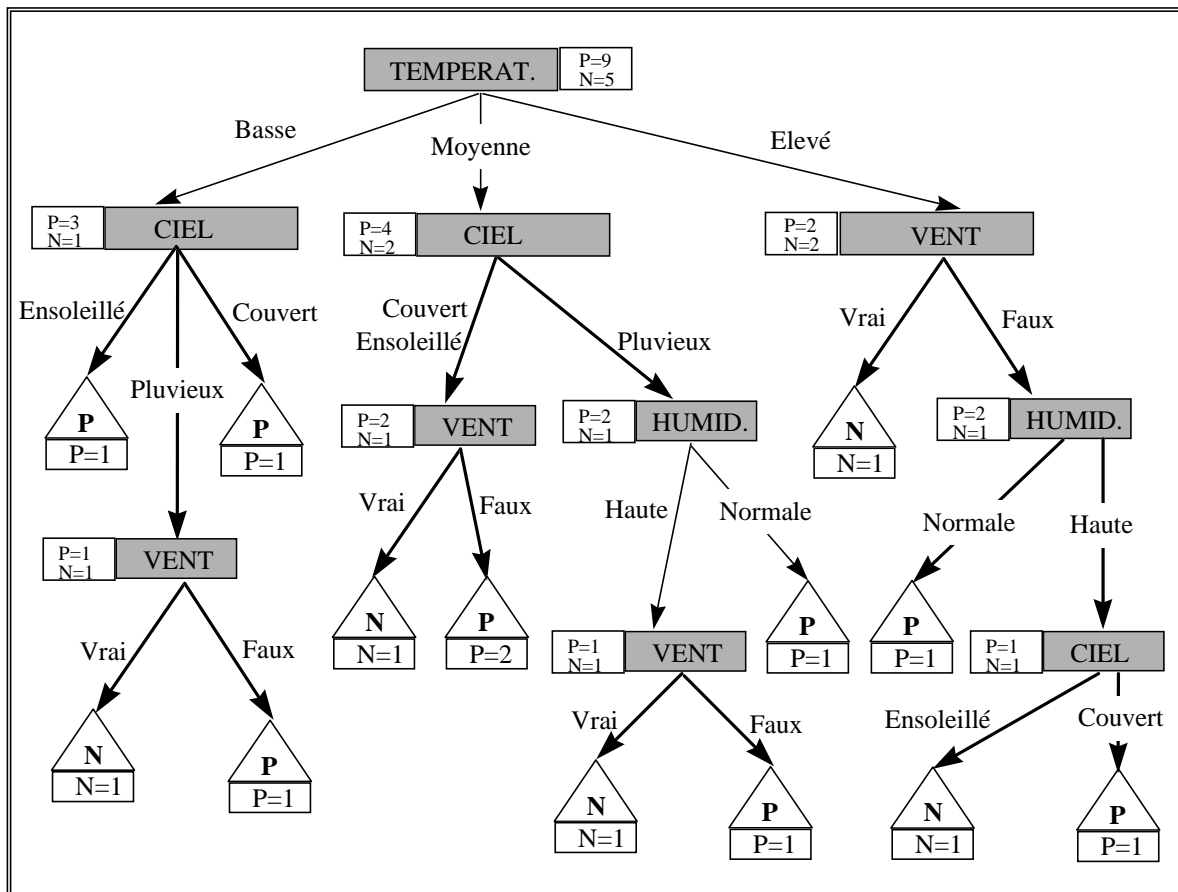 P=9
TEMPERAT.
N=5
Basse
Moyenne
Elevé
P=3
N=1
CIEL
P=4
N=2
CIEL
P=2
N=2
VENT
Ensoleillé
Pluvieux
Couvert
Couvert
Ensoleillé
Pluvieux
Vrai
Faux
P
P=1
P
P=1
P=2
N=1
VENT
P=2
N=1
HUMID.
N
N=1
P=2
N=1
HUMID.
Vrai
Faux
Haute
Normale
Normale
Haute
P=1
N=1
VENT
N
N=1
P
P=2
P=1
N=1
VENT
P
P=1
P
P=1
P=1
N=1
CIEL
Vrai
Faux
Vrai
Faux
Ensoleillé
Couvert
N
N=1
P
P=1
N
N=1
P
P=1
N
N=1
P
P=1